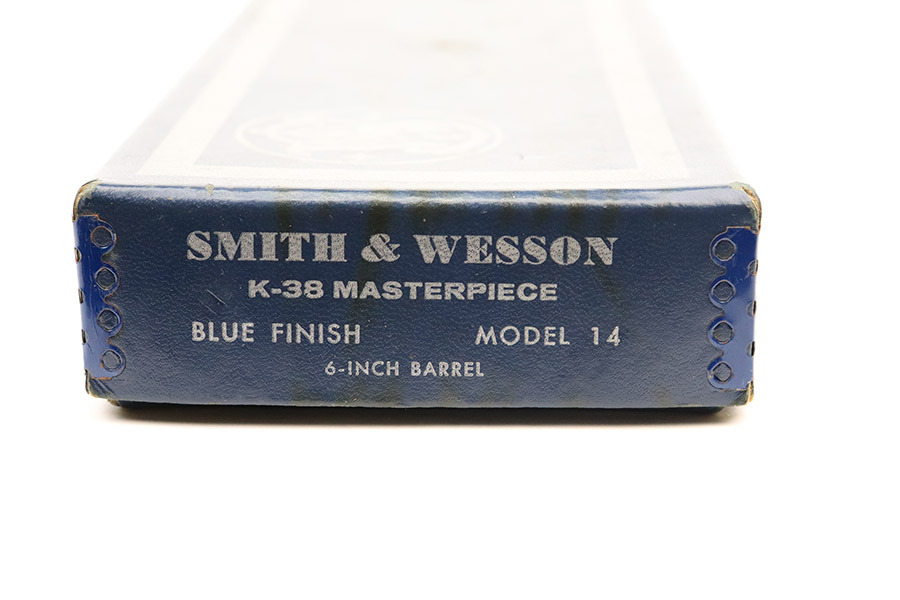 SMITH & WESSON
K-38 MASTERPIECE
BLUE FINISH MODEL 14
6-INCH BARREL